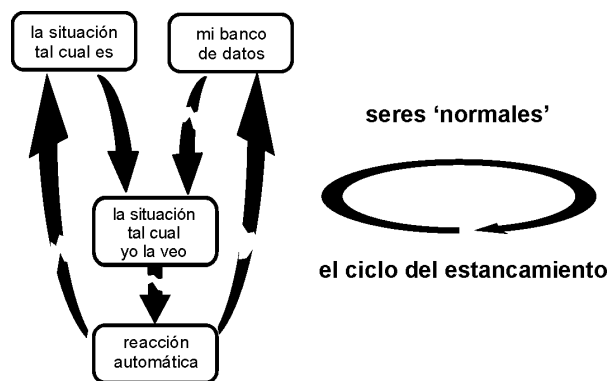 la situación
tal cual es
mi banco
de datos
seres ‘normales’
la situación
tal cual
yo la veo
el ciclo del estancamiento
reacción
automática